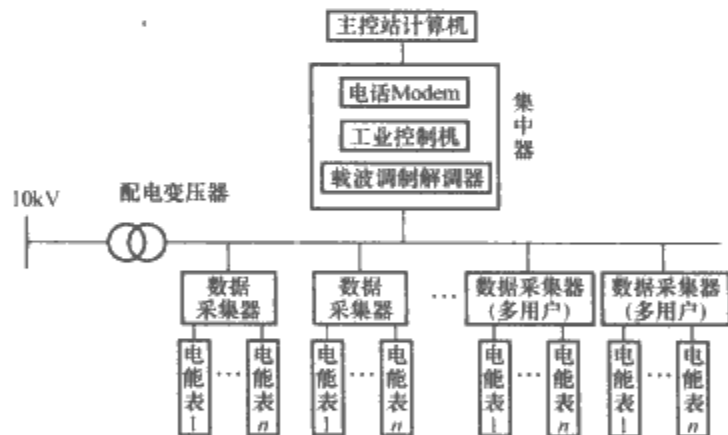 主控站计算机
电话Modem
工业控制机
载波调制解调器
集中器
配电变压器
10kV
数据
采集器
数据
采集器
…
数据采集器
(多用户)
数据采集器
(多用户)
电能表1
…
电能表n
电能表1
…
电能表n
电能表1
…
电能表n
电能表1
…
电能表n